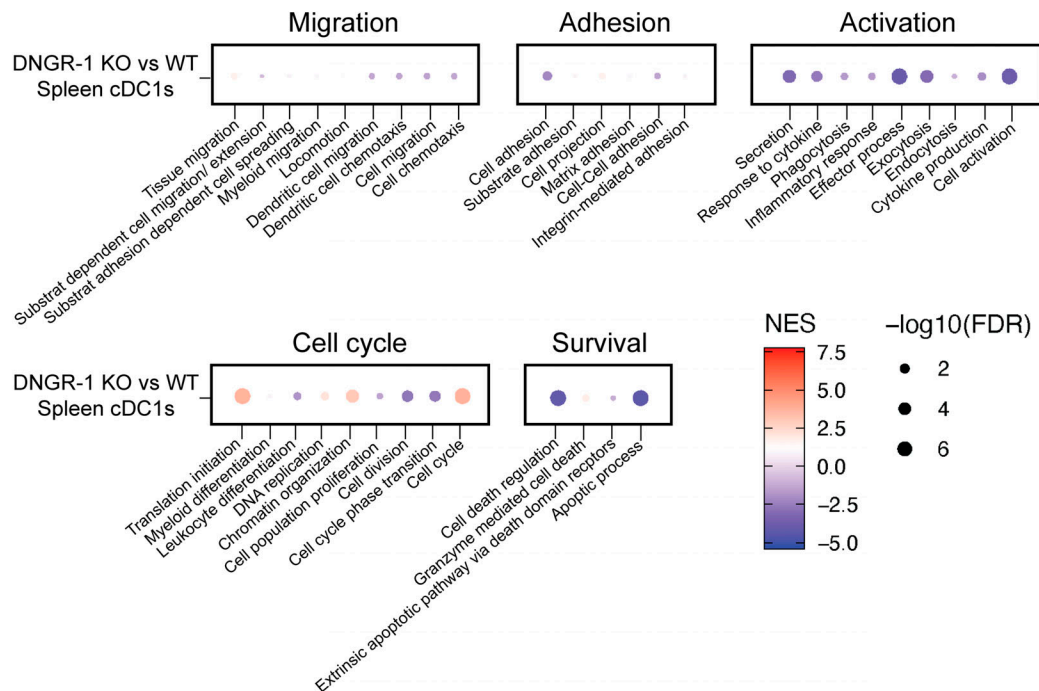 Migration
Adhesion
Activation
DNGR-1 KO vs WT
Spleen cDC1s
Tissue migration
Substrat dependent cell migration/ extension
Substrat adhesion dependent cell spreading
Myeloid migration
Locomotion
Dendritic cell migration
Dendritic cell chemotaxis
Cell migration
Cell chemotaxis
Cell adhesion
Substrate adhesion
Cell projection
Matrix adhesion
Cell-Cell adhesion
Integrin-mediated adhesion
Secretion
Response to cytokine
Phagocytosis
Inflammatory response
Effector process
Exocytosis
Endocytosis
Cytokine production
Cell activation
Cell cycle
Survival
DNGR-1 KO vs WT
Spleen cDC1s
Translation initiation
Myeloid differentiation
Leukocyte differentiation
DNA replication
Chromatin organization
Cell population proliferation
Cell division
Cell cycle phase transition
Cell cycle
Cell death regulation
Granzyme mediated cell death
Extrinsic apoptotic pathway via death domain recptors
Apoptic process
NES
7.5
5.0
2.5
0.0
−2.5
−5.0
−log10(FDR)
2
4
6